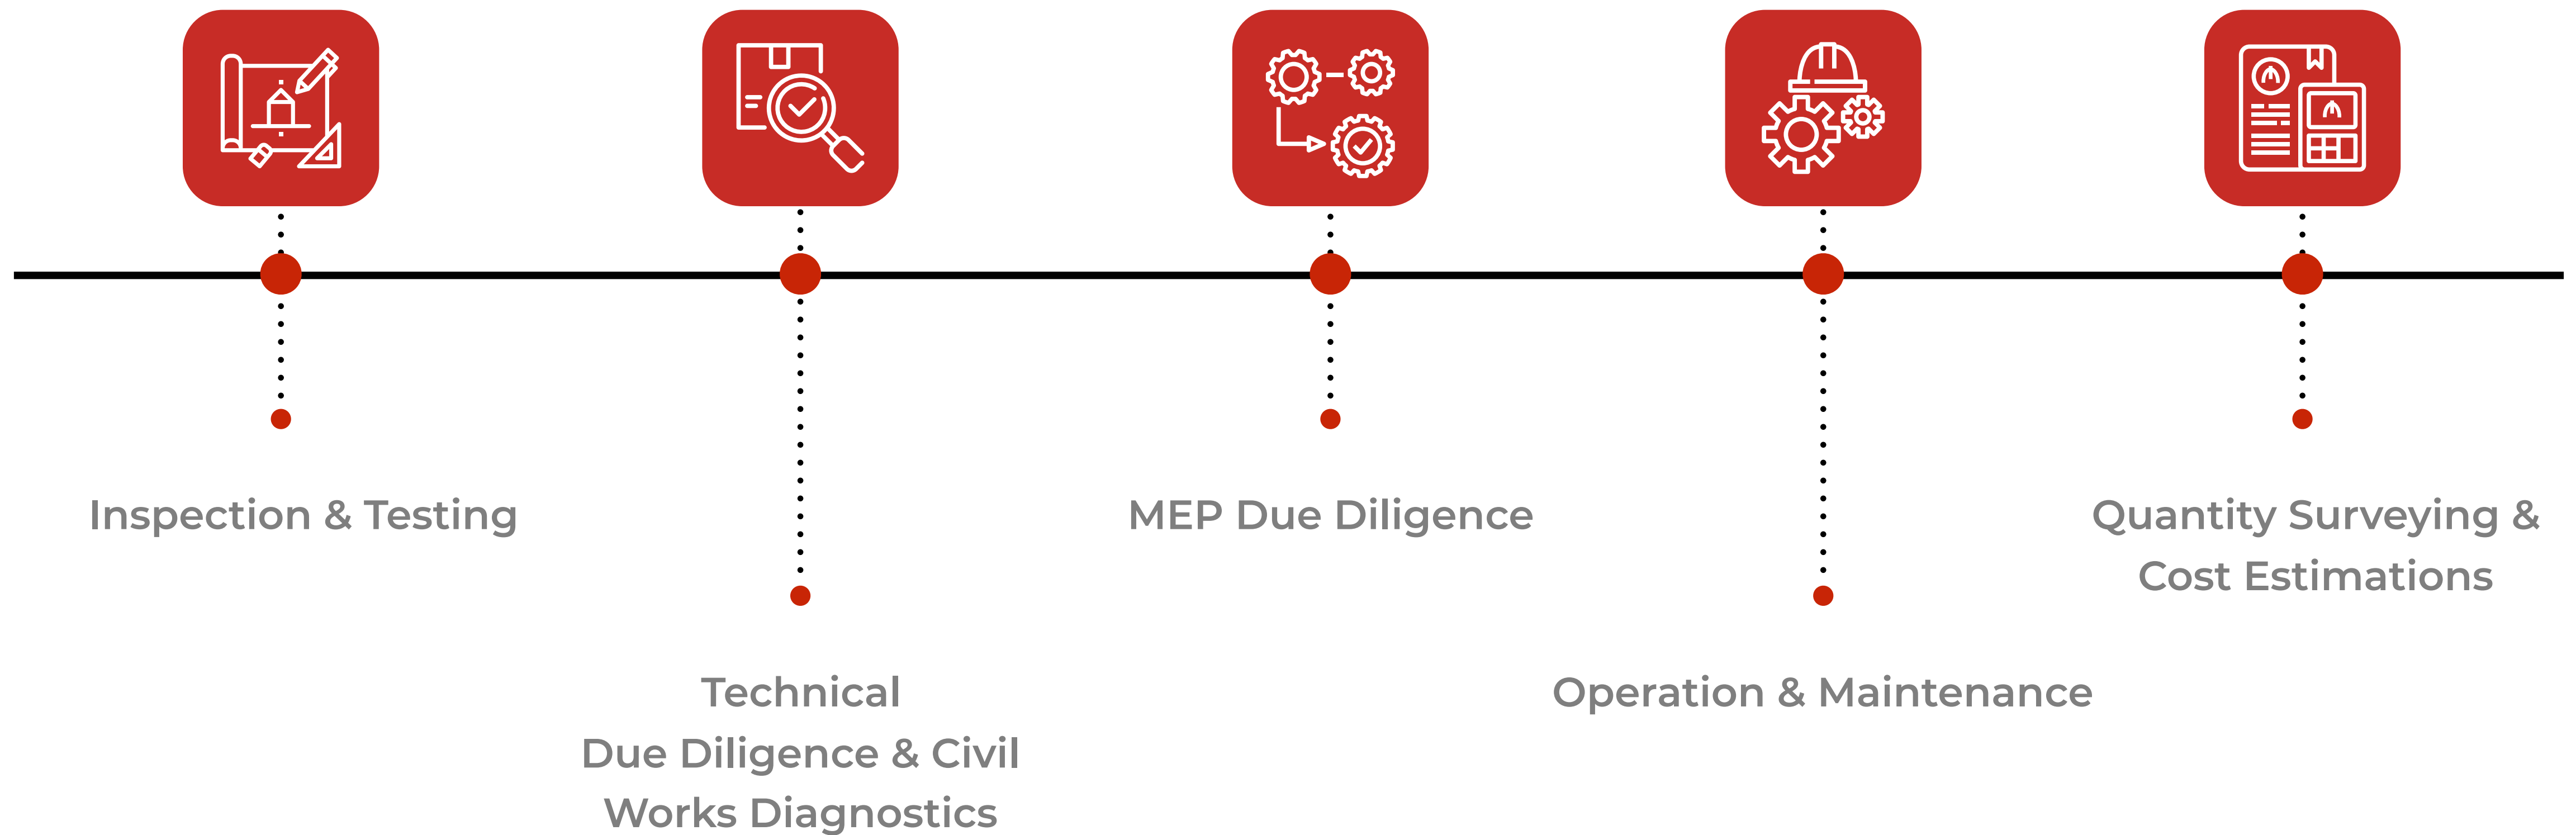 Inspection & Testing
Technical
Due Diligence & Civil
Works Diagnostics
MEP Due Diligence
Operation & Maintenance
Quantity Surveying &
Cost Estimations